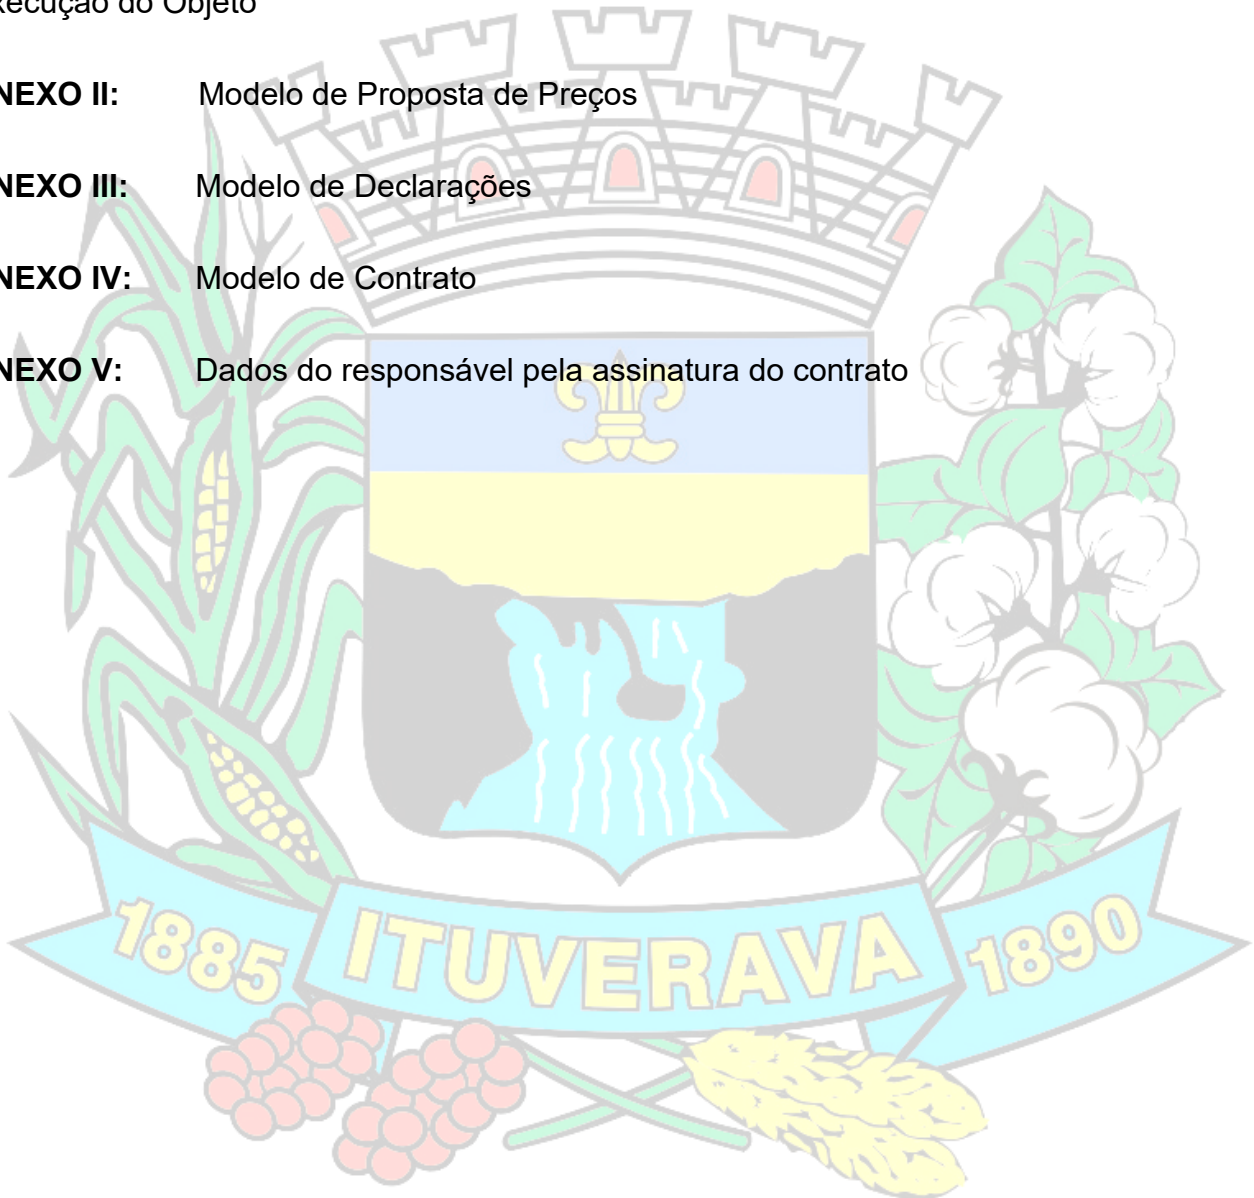 xecução do Objeto
NEXO II: Modelo de Proposta de Preços
NEXO III: Modelo de Declarações
NEXO IV: Modelo de Contrato
NEXO V: Dados do responsável pela assinatura do contrato
1885 ITUVERAVA 1890